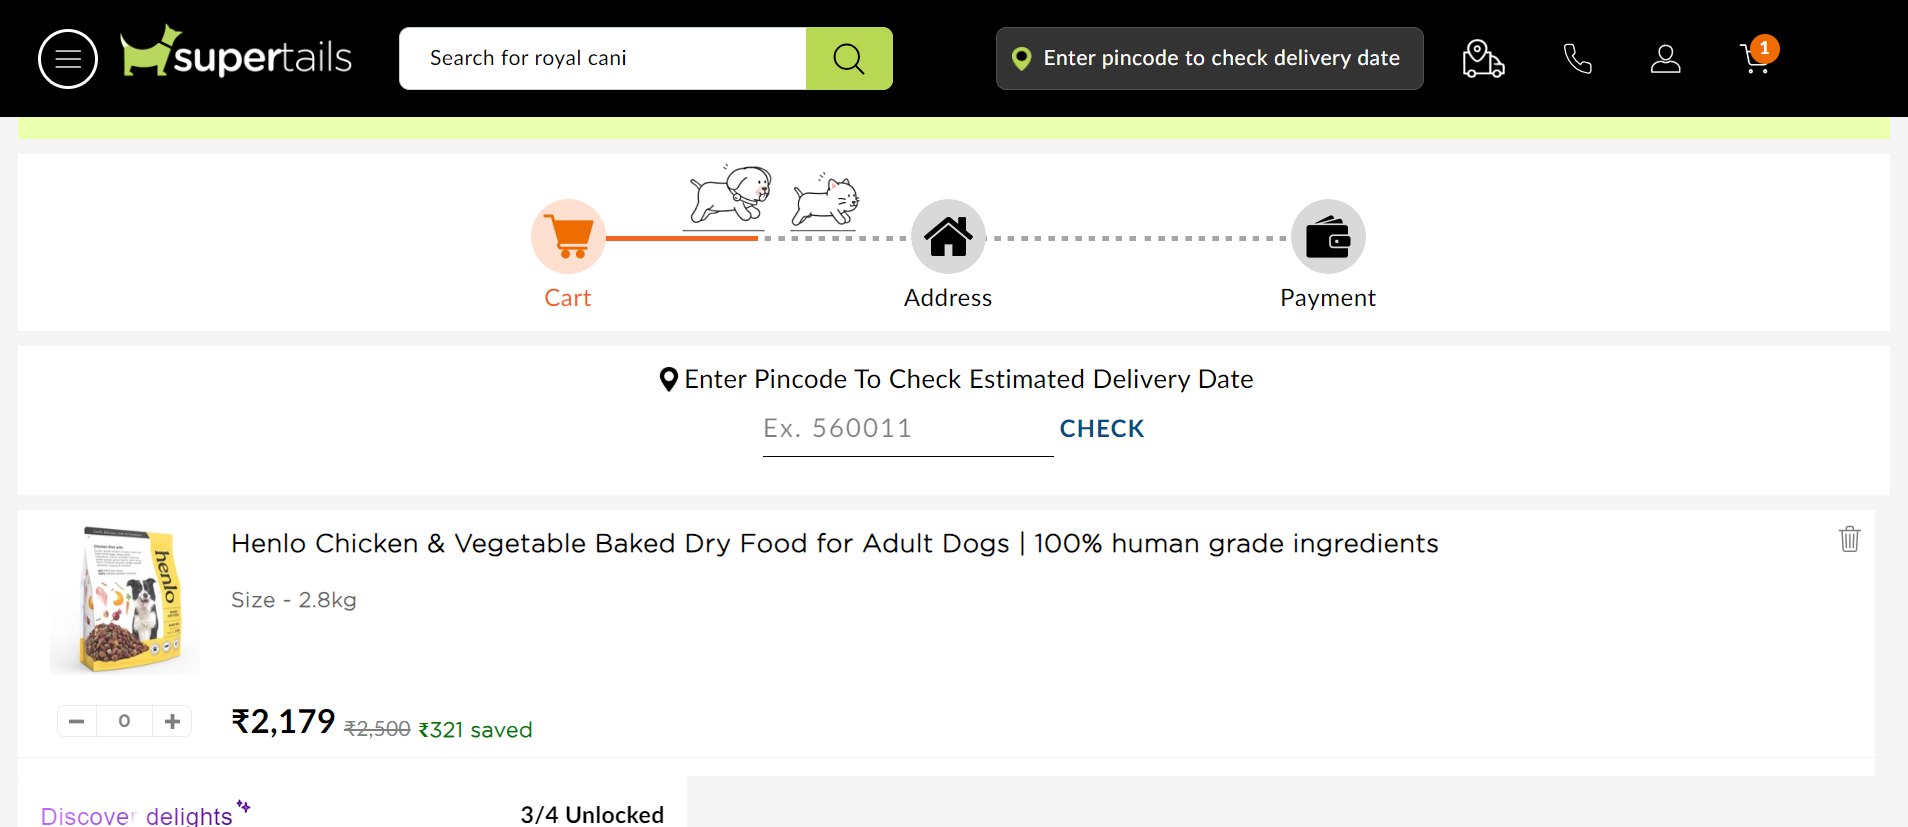 supertails
Search for royal cani
Enter pincode to check delivery date
1
Cart
Address
Payment
Enter Pincode To Check Estimated Delivery Date
Ex. 560011
CHECK
Henlo Chicken & Vegetable Baked Dry Food for Adult Dogs | 100% human grade ingredients
Size - 2.8kg
henlo
− 0 +
₹2,179 ₹2,500 ₹321 saved
Discover delights
3/4 Unlocked